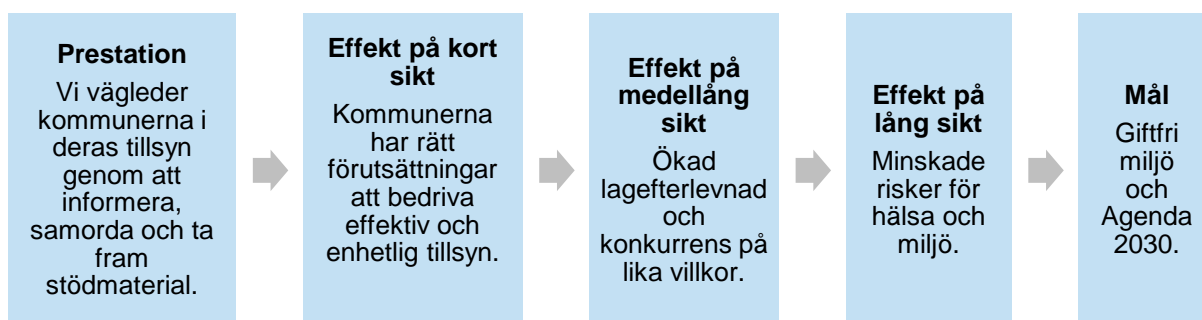 Prestation
Vi vägleder
kommunerna i
deras tillsyn
genom att
informera,
samorda och ta
fram
stödmaterial.
Effekt på kort
sikt
Kommunerna
har rätt
förutsättningar
att bedriva
effektiv och
enhetlig tillsyn.
Effekt på
medellång
sikt
Ökad
lagefterlevnad
och
konkurrens på
lika villkor.
Effekt på
lång sikt
Minskade
risker för
hälsa och
miljö.
Mål
Giftfri
miljö
och
Agenda
2030.